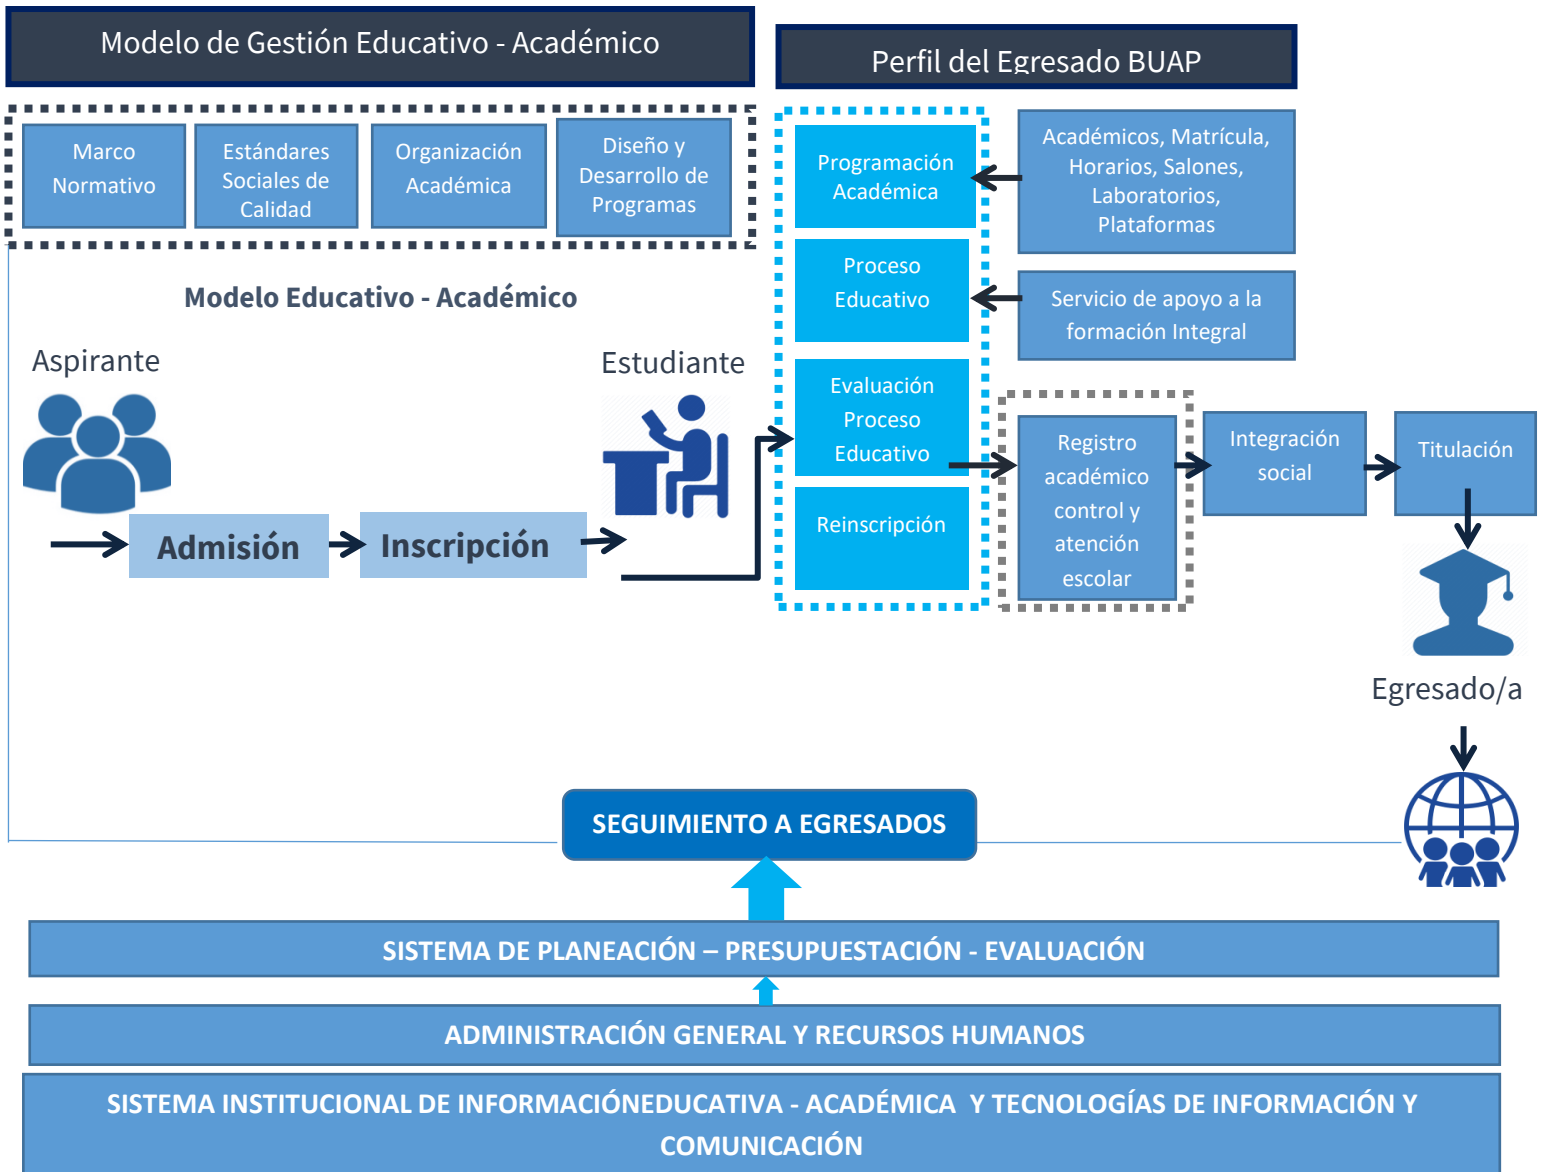 Modelo de Gestión Educativo - Académico
Perfil del Egresado BUAP
Marco
Normativo
Estándares
Sociales de
Calidad
Organización
Académica
Diseño y
Desarrollo de
Programas
Programación
Académica
Académicos, Matrícula,
Horarios, Salones,
Laboratorios,
Plataformas
Proceso
Educativo
Servicio de apoyo a la
formación Integral
Modelo Educativo - Académico
Aspirante
Estudiante
Evaluación
Proceso
Educativo
Reinscripción
Registro
académico
control y
atención
escolar
Integración
social
Titulación
Admisión
Inscripción
Egresado/a
SEGUIMIENTO A EGRESADOS
SISTEMA DE PLANEACIÓN – PRESUPUESTACIÓN - EVALUACIÓN
ADMINISTRACIÓN GENERAL Y RECURSOS HUMANOS
SISTEMA INSTITUCIONAL DE INFORMACIÓNEDUCATIVA - ACADÉMICA Y TECNOLOGÍAS DE INFORMACIÓN Y
COMUNICACIÓN